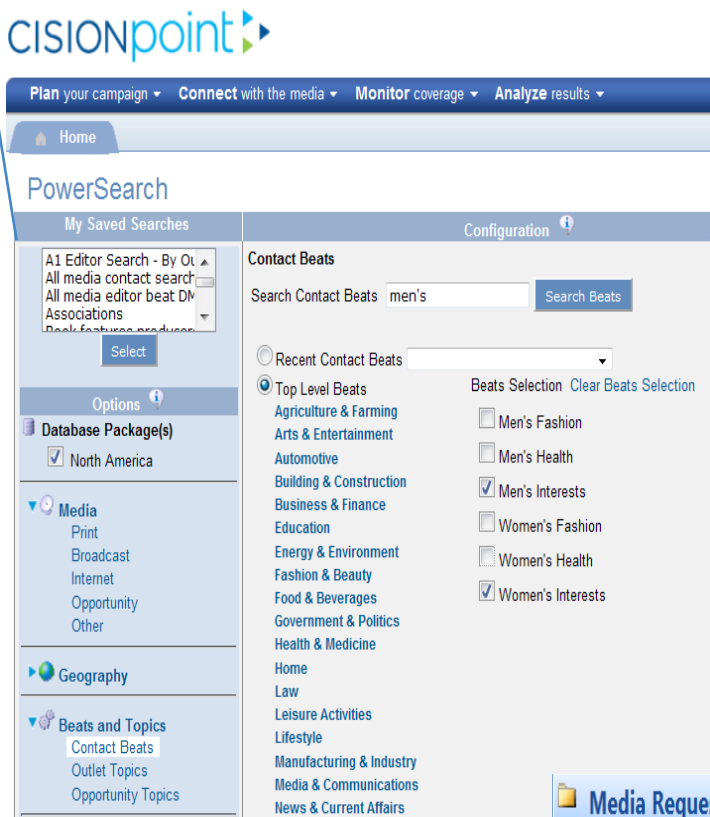 CISIONpoint
Plan your campaign Connect with the media Monitor coverage Analyze results
Home
PowerSearch
My Saved Searches
A1 Editor Search - By Ou
All media contact search
All media editor beat DM
Associations
Book features producer
Select
Options
Database Package(s)
North America
Media
Print
Broadcast
Internet
Opportunity
Other
Geography
Beats and Topics
Contact Beats
Outlet Topics
Opportunity Topics
Configuration
Contact Beats
Search Contact Beats men's Search Beats
Recent Contact Beats
Top Level Beats
Agriculture & Farming
Arts & Entertainment
Automotive
Building & Construction
Business & Finance
Education
Energy & Environment
Fashion & Beauty
Food & Beverages
Government & Politics
Health & Medicine
Home
Law
Leisure Activities
Lifestyle
Manufacturing & Industry
Media & Communications
News & Current Affairs
Beats Selection Clear Beats Selection
Men's Fashion
Men's Health
Men's Interests
Women's Fashion
Women's Health
Women's Interests
Media Reques